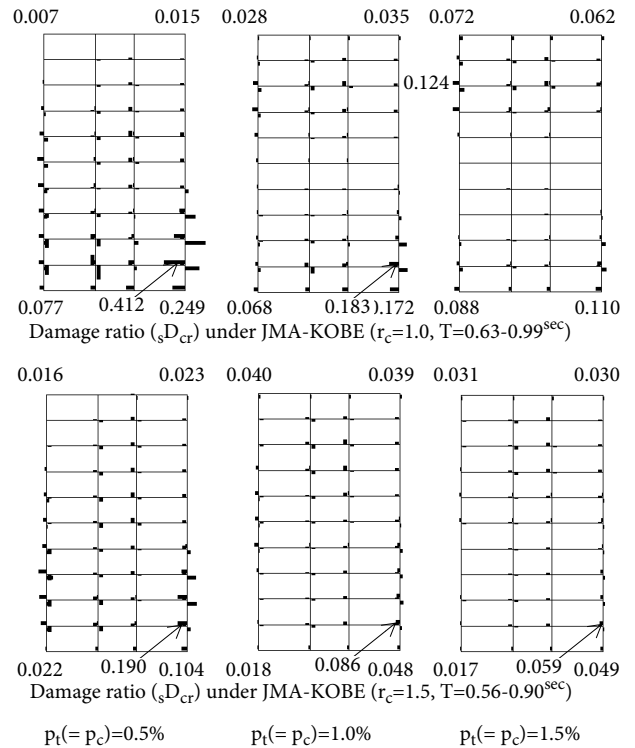 0.007 0.015 0.028 0.035 0.072 0.062
0.124
0.077 0.412 0.249 0.068 0.183 0.172 0.088 0.110
Damage ratio (sDcr) under JMA-KOBE (rc=1.0, T=0.63-0.99sec)
0.016 0.023 0.040 0.039 0.031 0.030
0.022 0.190 0.104 0.018 0.086 0.048 0.017 0.059 0.049
Damage ratio (sDcr) under JMA-KOBE (rc=1.5, T=0.56-0.90sec)
pt(= pc)=0.5% pt(= pc)=1.0% pt(= pc)=1.5%